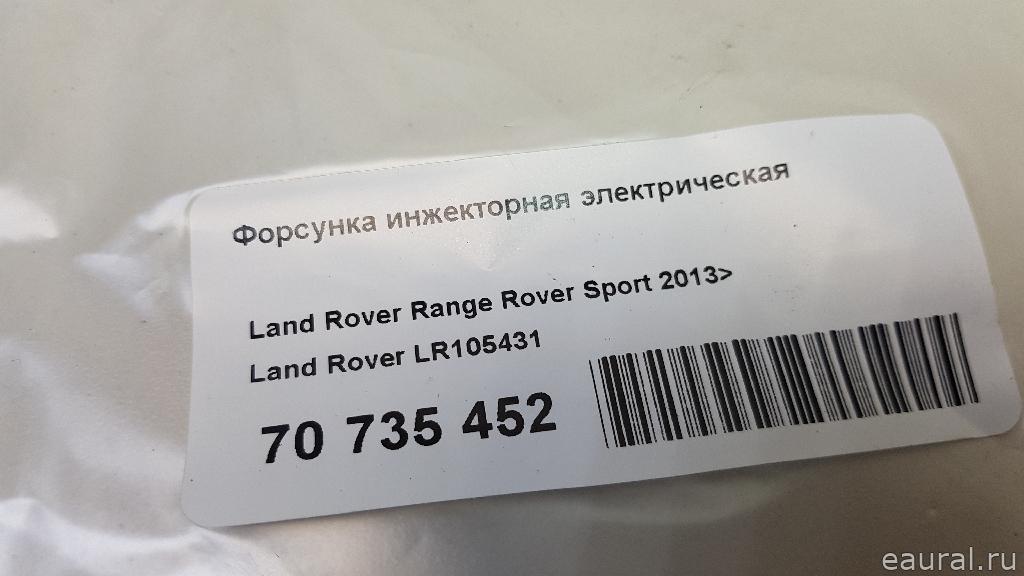 Форсунка инжекторная электрическая
Land Rover Range Rover Sport 2013>
Land Rover LR105431
70 735 452
eaural.ru